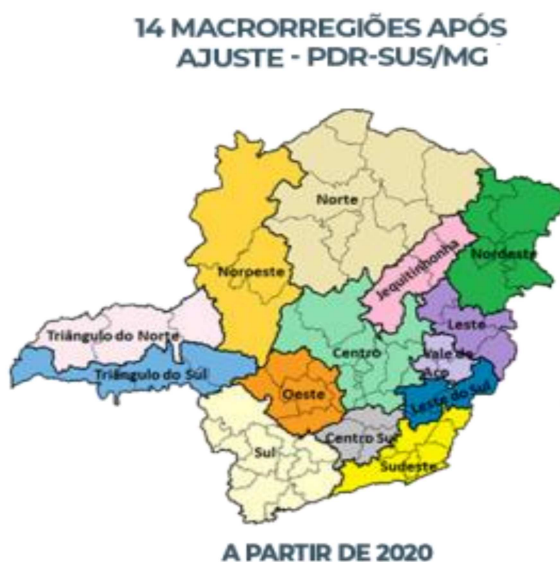 14 MACRORREGIÕES APÓS
AJUSTE - PDR-SUS/MG
Norte
Jequitinhonha
Nordeste
Noroeste
Leste
Triângulo do Norte
Centro
Vale do
Aço
Triângulo do Sul
Oeste
Leste do Sul
Centro Sul
Sul
Sudeste
A PARTIR DE 2020